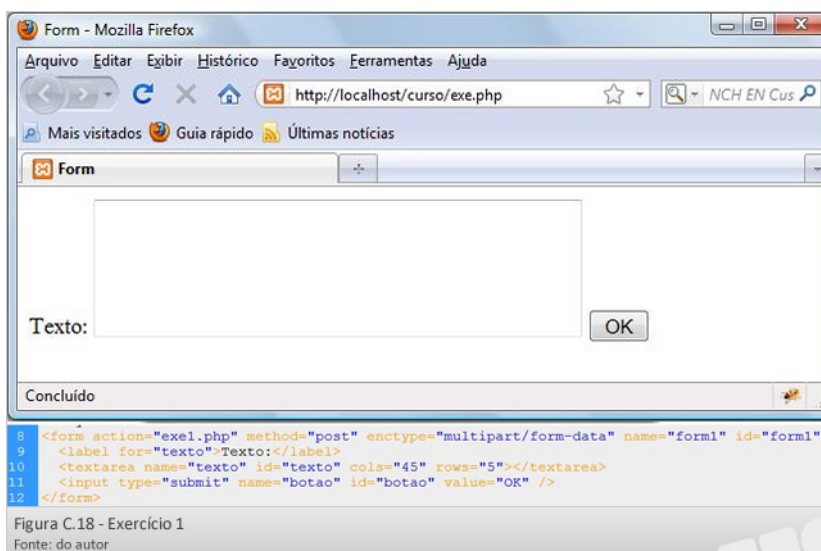 Form - Mozilla Firefox
Arquivo Editar Exibir Histórico Favoritos Ferramentas Ajuda
http://localhost/curso/exe.php
NCH EN Cus
Mais visitados Guia rápido Últimas notícias
Form
Texto:
OK
Concluído
8 <form action="exe1.php" method="post" enctype="multipart/form-data" name="form1" id="form1"
9 <label for="texto">Texto:</label>
10 <textarea name="texto" id="texto" cols="45" rows="5"></textarea>
11 <input type="submit" name="botao" id="botao" value="OK" />
12 </form>
Figura C.18 - Exercício 1
Fonte: do autor